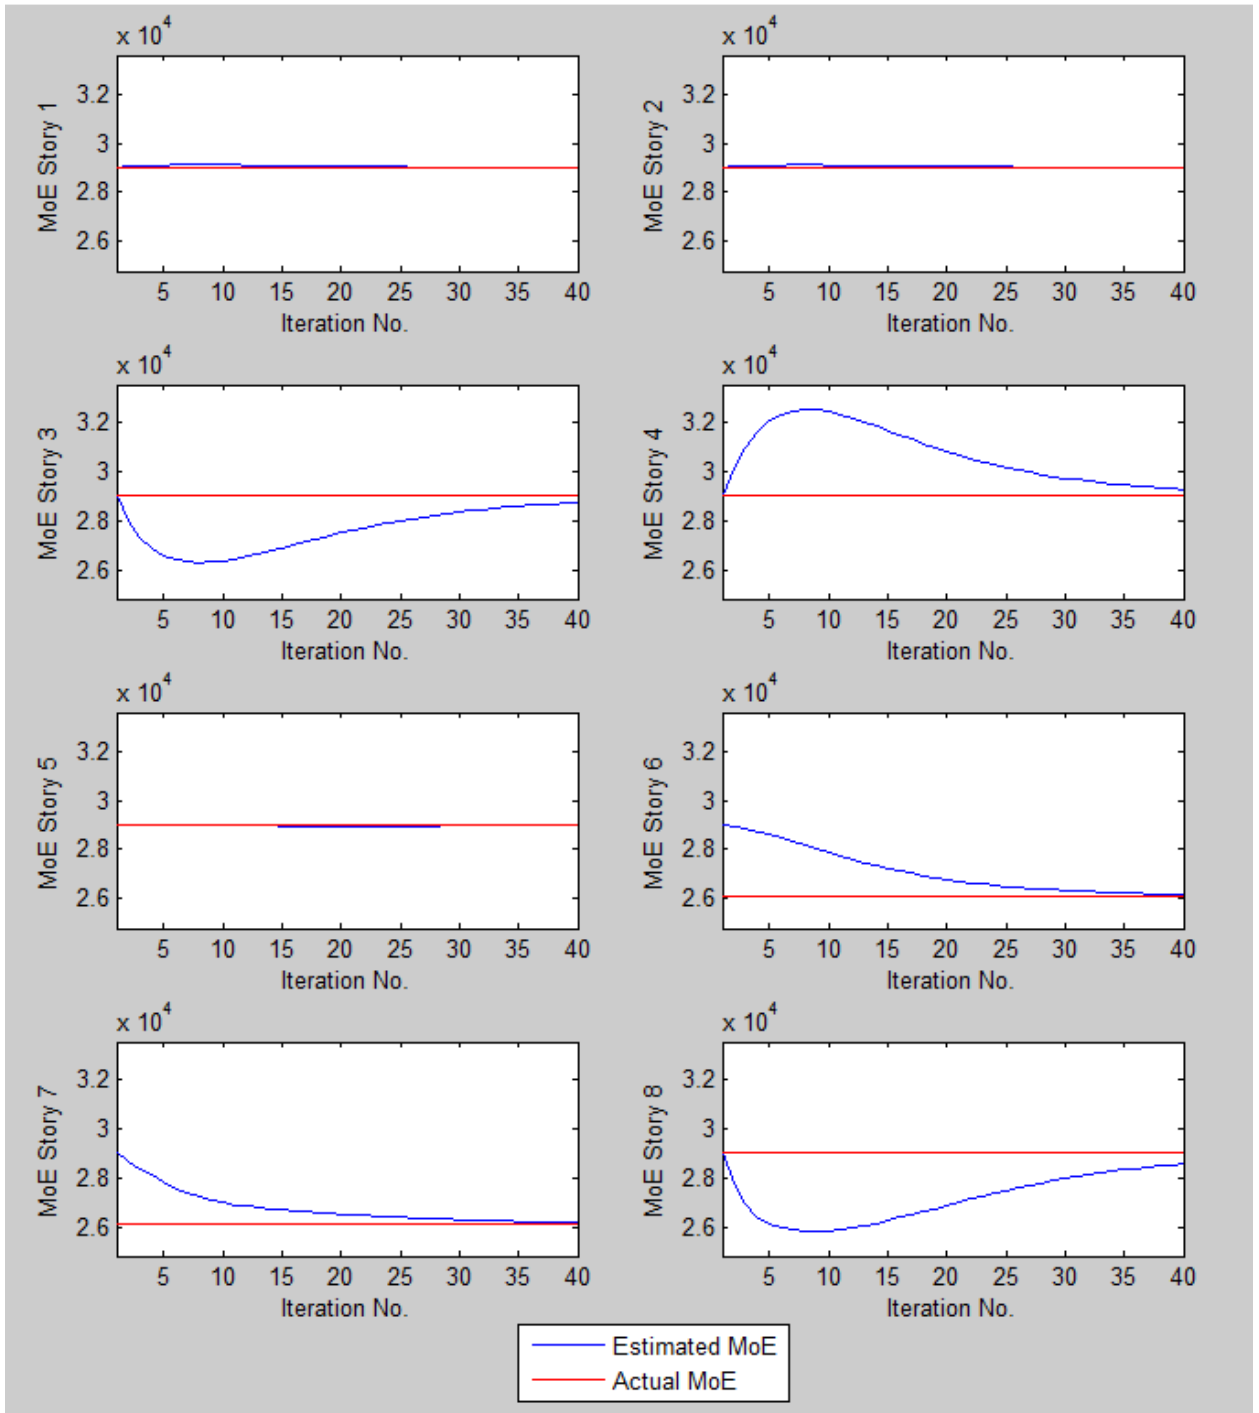 x 10^4
3.2
3
2.8
2.6
MoE Story 1
5 10 15 20 25 30 35 40
Iteration No.
x 10^4
3.2
3
2.8
2.6
MoE Story 2
5 10 15 20 25 30 35 40
Iteration No.
x 10^4
3.2
3
2.8
2.6
MoE Story 3
5 10 15 20 25 30 35 40
Iteration No.
x 10^4
3.2
3
2.8
2.6
MoE Story 4
5 10 15 20 25 30 35 40
Iteration No.
x 10^4
3.2
3
2.8
2.6
MoE Story 5
5 10 15 20 25 30 35 40
Iteration No.
x 10^4
3.2
3
2.8
2.6
MoE Story 6
5 10 15 20 25 30 35 40
Iteration No.
x 10^4
3.2
3
2.8
2.6
MoE Story 7
5 10 15 20 25 30 35 40
Iteration No.
x 10^4
3.2
3
2.8
2.6
MoE Story 8
5 10 15 20 25 30 35 40
Iteration No.
Estimated MoE
Actual MoE